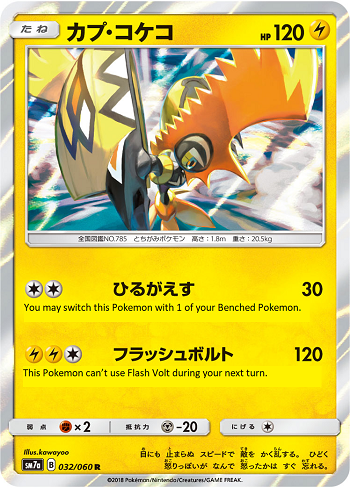 たね カプ・コケコ HP 120
全国図鑑NO.785 とちがみポケモン 高さ：1.8m 重さ：20.5kg
ひるがえす 30
You may switch this Pokemon with 1 of your Benched Pokemon.
フラッシュボルト 120
This Pokemon can't use Flash Volt during your next turn.
弱点 ×2 抵抗力 -20 にげる
Illus.kawayoo
sm7a B 032/060 R
目にも 止まらぬ スピードで 敵を かく乱 する。
怒りっぽいが なんで 怒ったかは すぐ 忘れる。
©2018 Pokémon/Nintendo/Creatures/GAME FREAK.